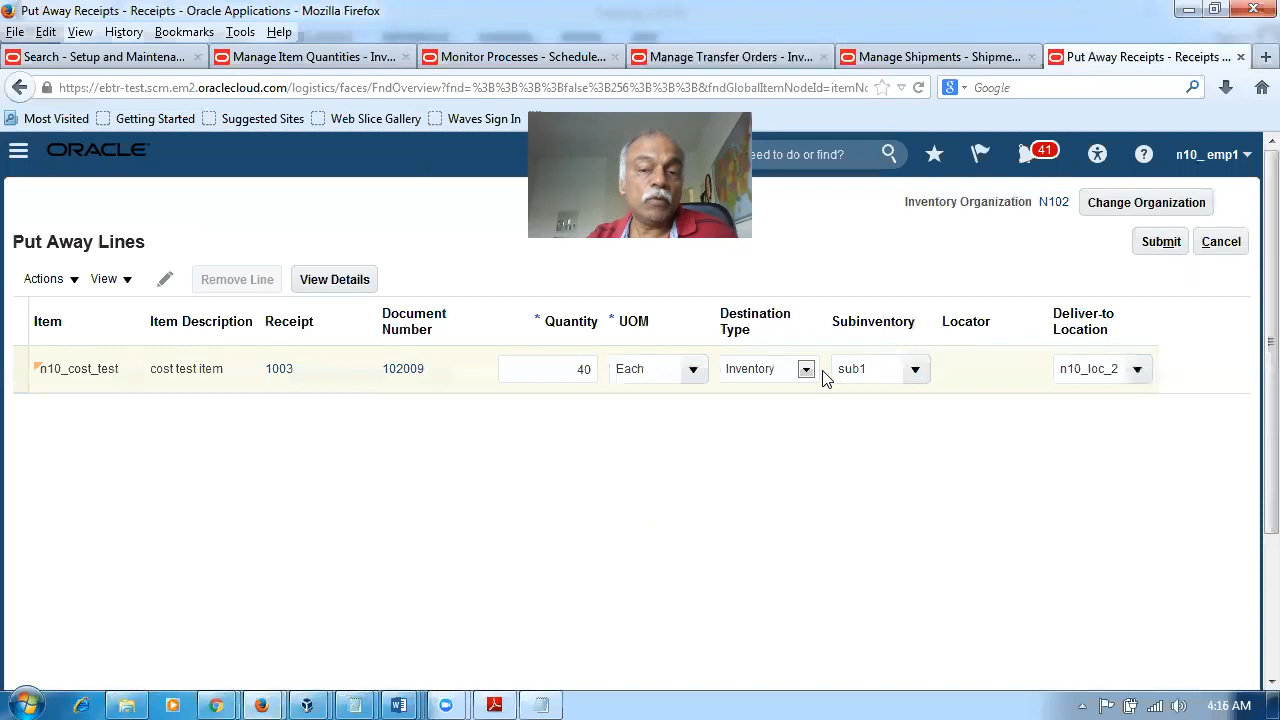 Put Away Receipts - Receipts - Oracle Applications - Mozilla Firefox
File Edit View History Bookmarks Tools Help
Search - Setup and Maintena... Manage Item Quantities - Inv... Monitor Processes - Schedule... Manage Transfer Orders - Inv... Manage Shipments - Shipme... Put Away Receipts - Receipts ...
https://ebtr-test.scm.em2.oraclecloud.com/logistics/faces/FndOverview?fnd=%3B%3B%3B%3Bfalse%3B256%3B%3B%3B&fndGlobalItemNodeId=itemNo Google
Most Visited Getting Started Suggested Sites Web Slice Gallery Waves Sign In
ORACLE eed to do or find? 41 n10_emp1
Inventory Organization N102 Change Organization
Put Away Lines Submit Cancel
Actions View Remove Line View Details
Item Item Description Receipt Document Number * Quantity * UOM Destination Type Subinventory Locator Deliver-to Location
n10_cost_test cost test item 1003 102009 40 Each Inventory sub1 n10_loc_2
4:16 AM